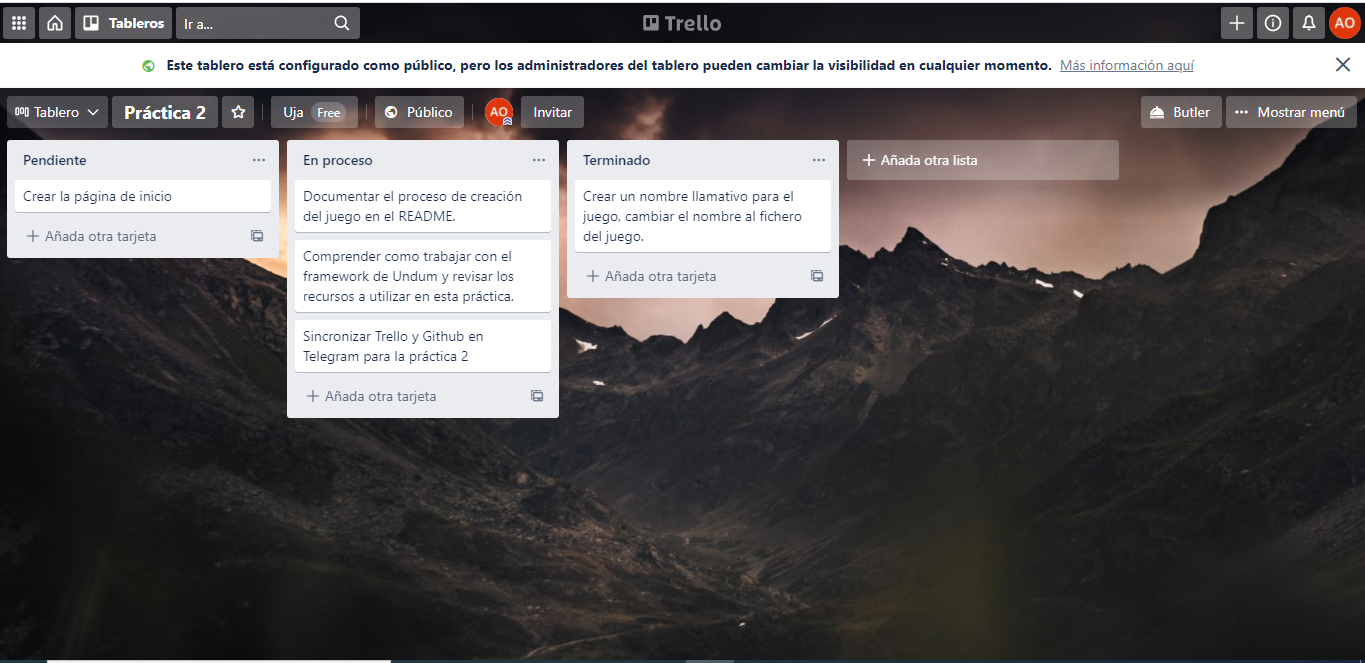 Tableros
Ir a...
Trello
AO
Este tablero está configurado como público, pero los administradores del tablero pueden cambiar la visibilidad en cualquier momento. Más información aquí
Tablero
Práctica 2
Uja Free
Público
AO
Invitar
Butler
Mostrar menú
Pendiente
Crear la página de inicio
Añada otra tarjeta
En proceso
Documentar el proceso de creación
del juego en el README.
Comprender como trabajar con el
framework de Undum y revisar los
recursos a utilizar en esta práctica.
Sincronizar Trello y Github en
Telegram para la práctica 2
Añada otra tarjeta
Terminado
Crear un nombre llamativo para el
juego, cambiar el nombre al fichero
del juego.
Añada otra tarjeta
Añada otra lista